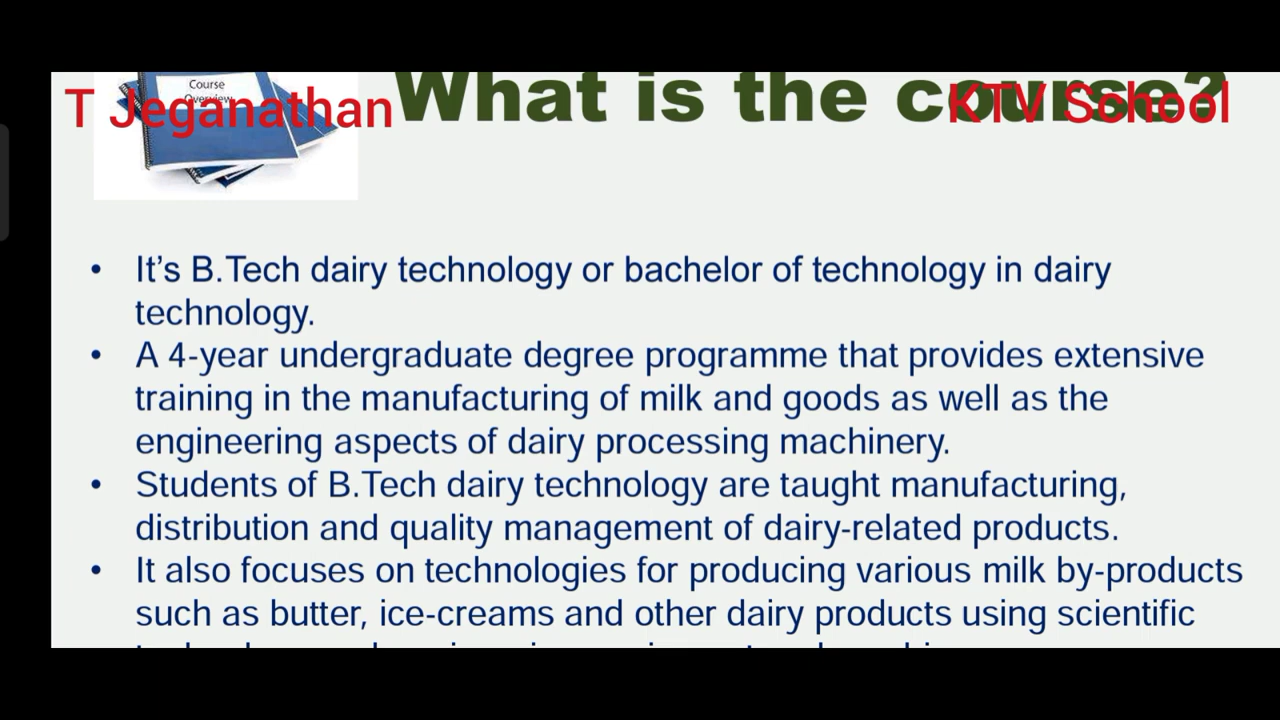 Course
Overview
T Jeganathan
What is the course?
KTV School
• It's B.Tech dairy technology or bachelor of technology in dairy
technology.
• A 4-year undergraduate degree programme that provides extensive
training in the manufacturing of milk and goods as well as the
engineering aspects of dairy processing machinery.
• Students of B.Tech dairy technology are taught manufacturing,
distribution and quality management of dairy-related products.
• It also focuses on technologies for producing various milk by-products
such as butter, ice-creams and other dairy products using scientific